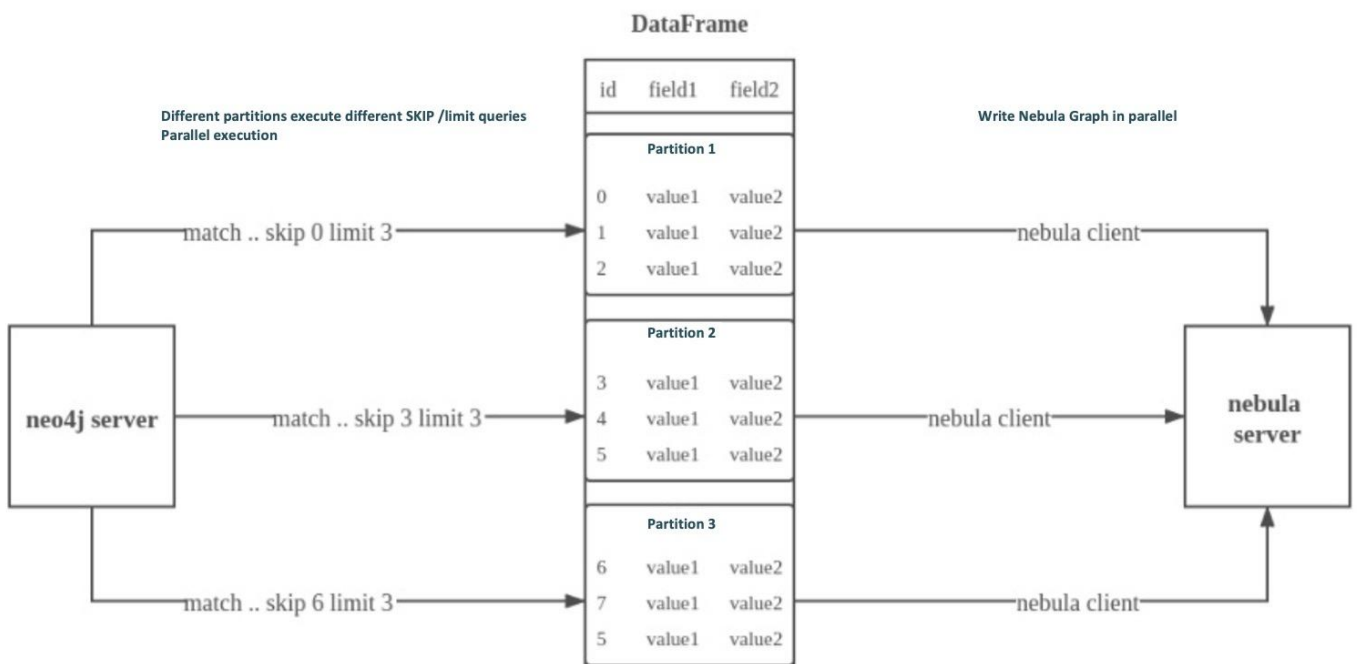 DataFrame
id field1 field2
Different partitions execute different SKIP /limit queries
Parallel execution
Write Nebula Graph in parallel
Partition 1
0 value1 value2
match .. skip 0 limit 3
1 value1 value2
nebula client
2 value1 value2
Partition 2
3 value1 value2
neo4j server
match .. skip 3 limit 3
4 value1 value2
nebula client
nebula
server
5 value1 value2
Partition 3
6 value1 value2
match .. skip 6 limit 3
7 value1 value2
nebula client
5 value1 value2